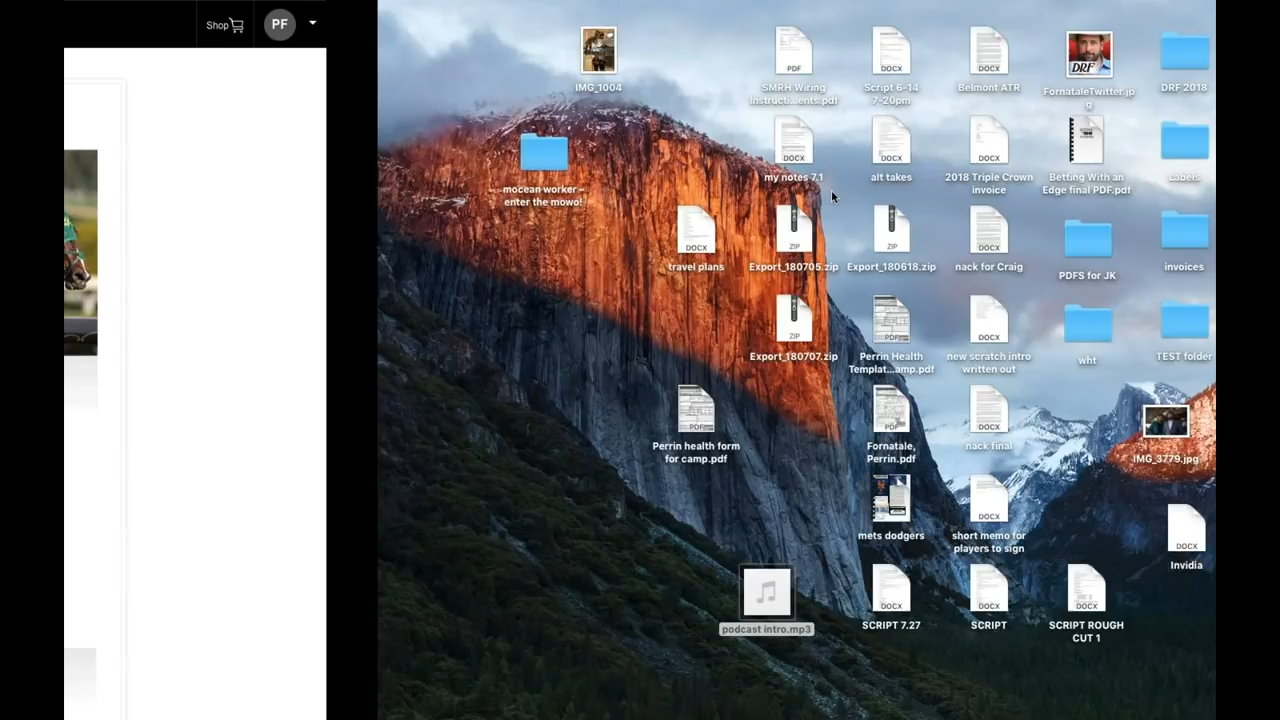 Shop
PF
IMG_1004
PDF
SMRH Wiring
Instructi...ents.pdf
DOCX
Script 6-14
7-20pm
DOCX
Belmont ATR
DRF
FornataleTwitter.jp
g
DRF 2018
mocean worker –
enter the mowo!
DOCX
my notes 7.1
DOCX
alt takes
DOCX
2018 Triple Crown
invoice
Betting With an
Edge final PDF.pdf
Labels
DOCX
travel plans
ZIP
Export_180705.zip
ZIP
Export_180618.zip
DOCX
nack for Craig
PDFS for JK
invoices
ZIP
Export_180707.zip
PDF
Perrin Health
Templat...amp.pdf
DOCX
new scratch intro
written out
wht
TEST folder
PDF
Perrin health form
for camp.pdf
PDF
Fornatale,
Perrin.pdf
DOCX
nack final
IMG_3779.jpg
mets dodgers
DOCX
short memo for
players to sign
DOCX
Invidia
podcast intro.mp3
DOCX
SCRIPT 7.27
DOCX
SCRIPT
DOCX
SCRIPT ROUGH
CUT 1